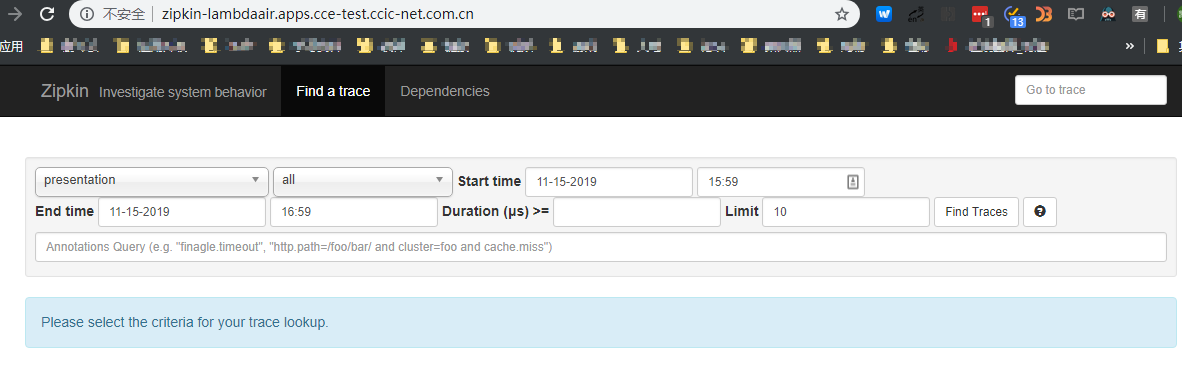 不安全 zipkin-lambdaair.apps.cce-test.ccic-net.com.cn
1 13 有
应用 »
Zipkin Investigate system behavior Find a trace Dependencies Go to trace
presentation all Start time 11-15-2019 15:59
End time 11-15-2019 16:59 Duration (μs) >= Limit 10 Find Traces
Annotations Query (e.g. "finagle.timeout", "http.path=/foo/bar/ and cluster=foo and cache.miss")
Please select the criteria for your trace lookup.